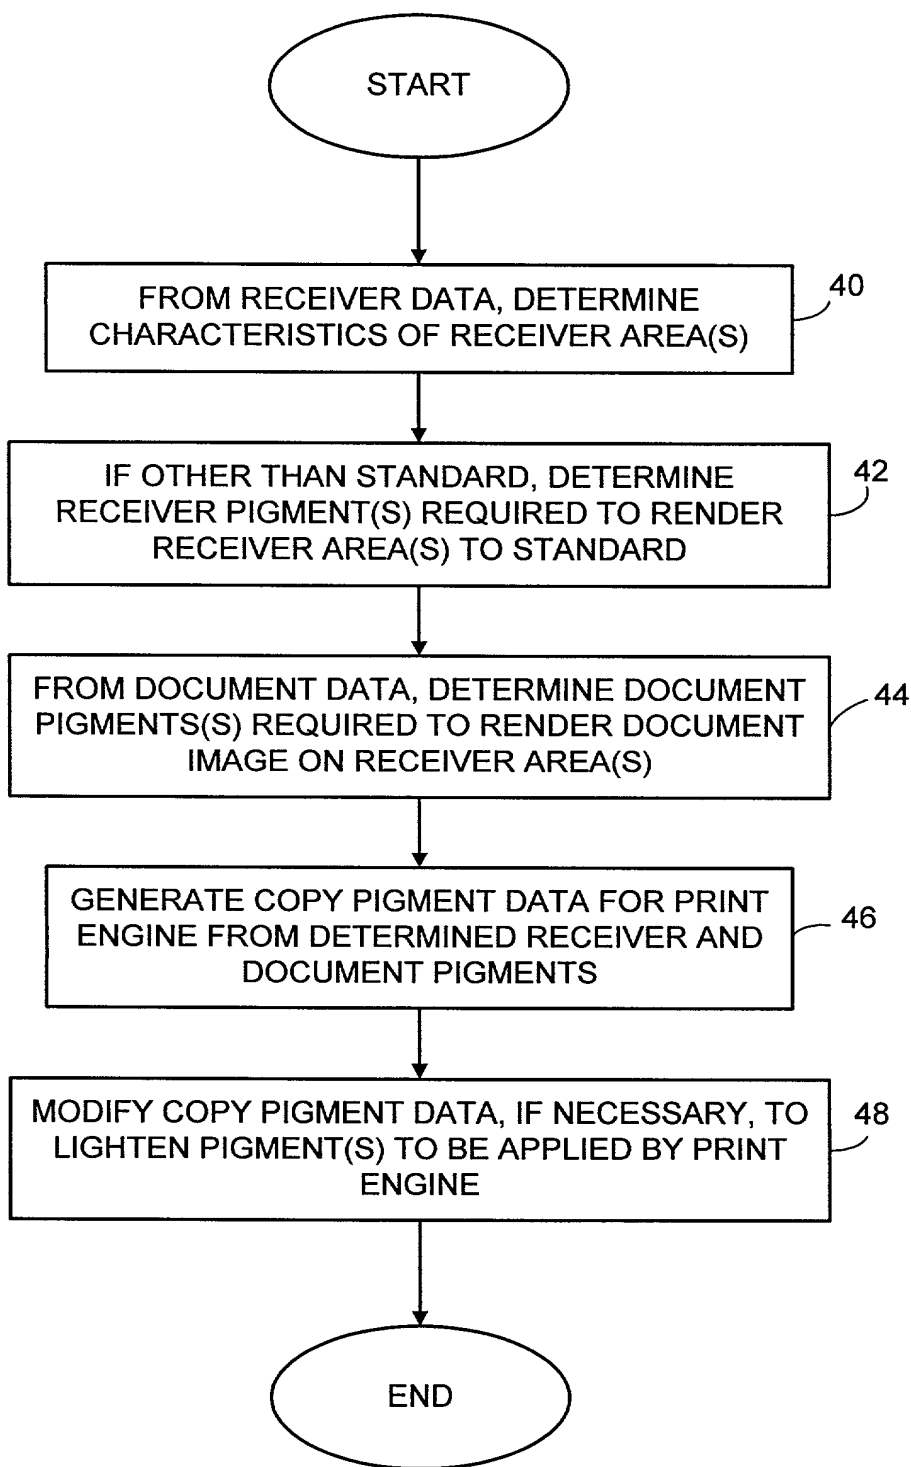 START
FROM RECEIVER DATA, DETERMINE
CHARACTERISTICS OF RECEIVER AREA(S)
40
IF OTHER THAN STANDARD, DETERMINE
RECEIVER PIGMENT(S) REQUIRED TO RENDER
RECEIVER AREA(S) TO STANDARD
42
FROM DOCUMENT DATA, DETERMINE DOCUMENT
PIGMENTS(S) REQUIRED TO RENDER DOCUMENT
IMAGE ON RECEIVER AREA(S)
44
GENERATE COPY PIGMENT DATA FOR PRINT
ENGINE FROM DETERMINED RECEIVER AND
DOCUMENT PIGMENTS
46
MODIFY COPY PIGMENT DATA, IF NECESSARY, TO
LIGHTEN PIGMENT(S) TO BE APPLIED BY PRINT
ENGINE
48
END